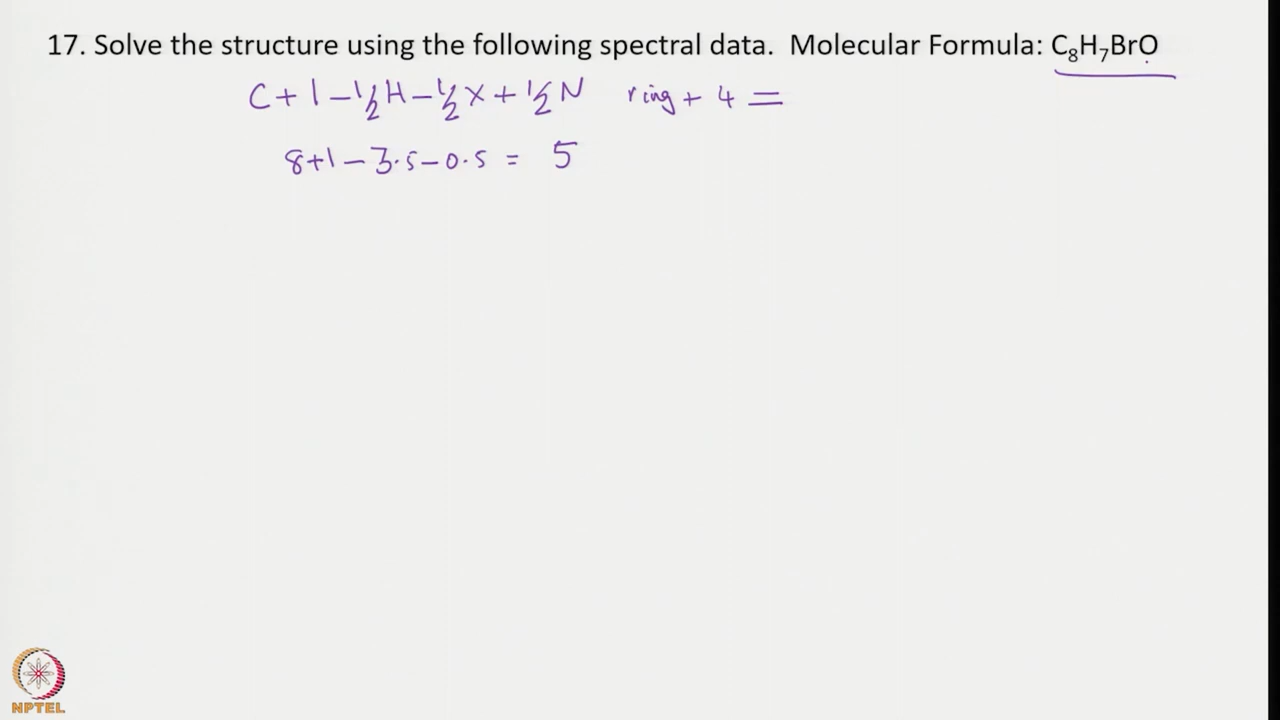 17. Solve the structure using the following spectral data. Molecular Formula: C₈H₇BrO
C + 1 - ½H - ½X + ½N ring + 4 =
8+1-3.5-0.5 = 5
NPTEL